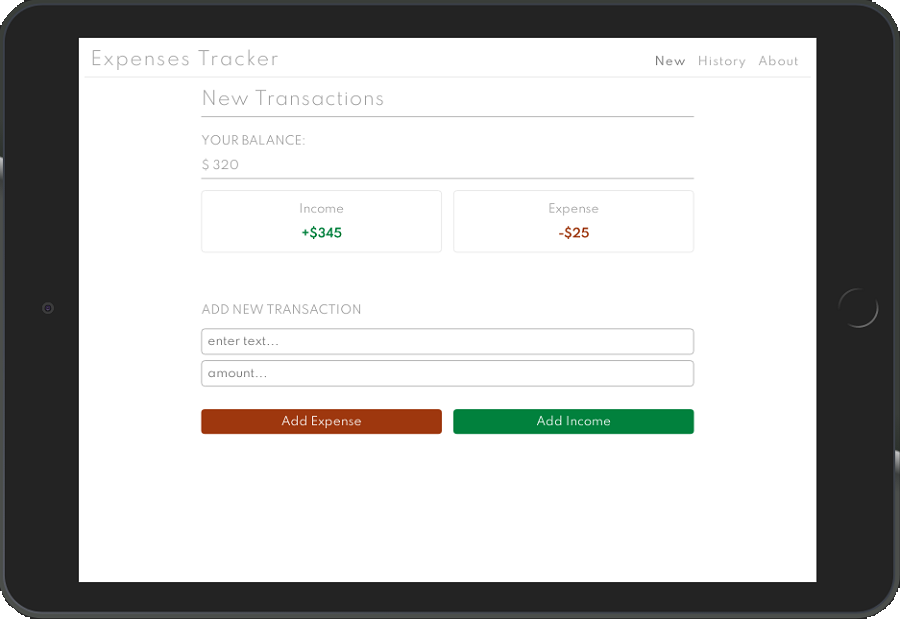 Expenses Tracker
New History About
New Transactions
YOUR BALANCE:
$ 320
Income Expense
+$345 -$25
ADD NEW TRANSACTION
enter text...
amount...
Add Expense Add Income